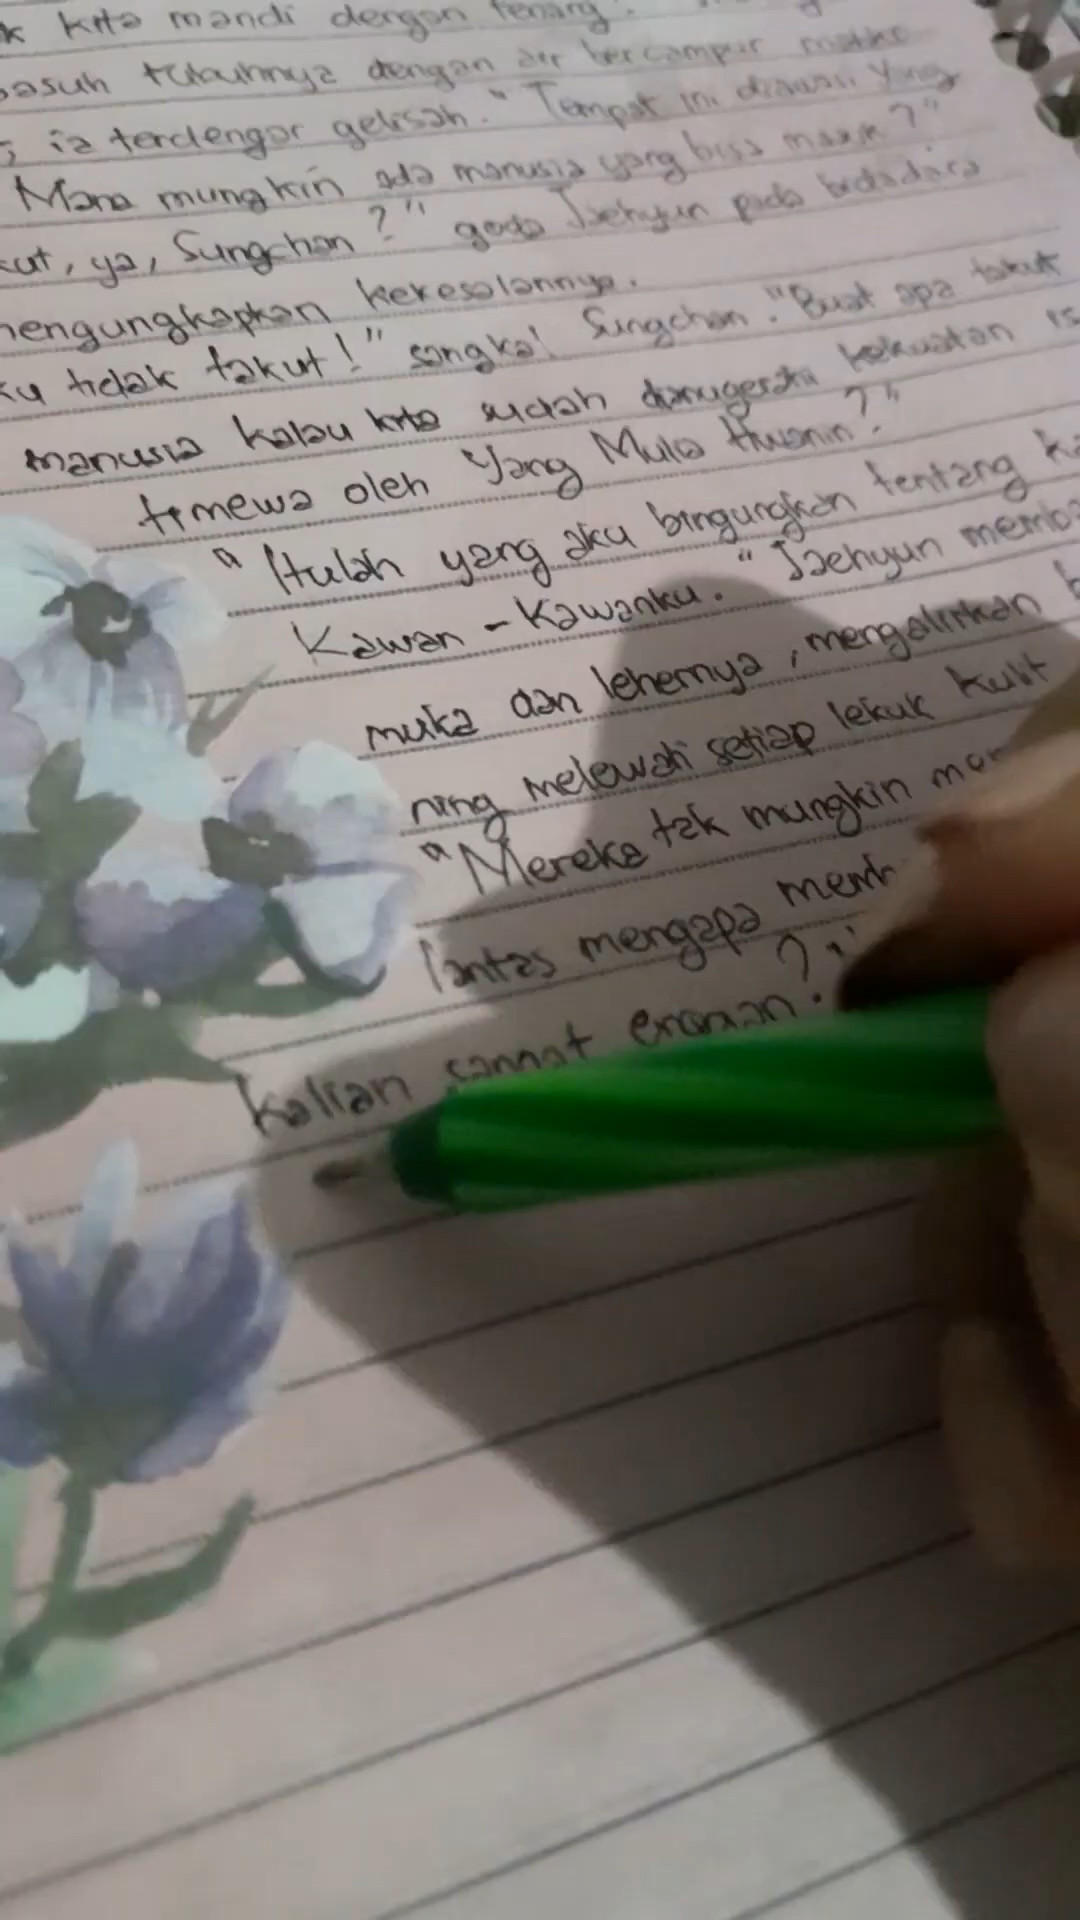 k kita mandi dengan tenang.
basuh tubuhnya dengan air bercampur
ia terdengar gelisah. "Tempat ini diawasi Yang
Mana mungkin ada manusia yang bisa masuk?"
kut, ya, Sungchan?" goda Jaehyun pada bidadara
mengungkapkan kekesalannya.
ku tidak takut!" sangkal Sungchan. "Buat apa takut
manusia kalau kita sudah dianugerahi kekuatan is
timewa oleh Yang Mulia Hwanin?"
"Itulah yang aku bingungkan tentang ka
Kawan-Kawanku." Jaehyun memba
muka dan lehernya, mengalirkan b
ning melewati setiap lekuk kulit
"Mereka tak mungkin
lantas mengapa
kalian sangat